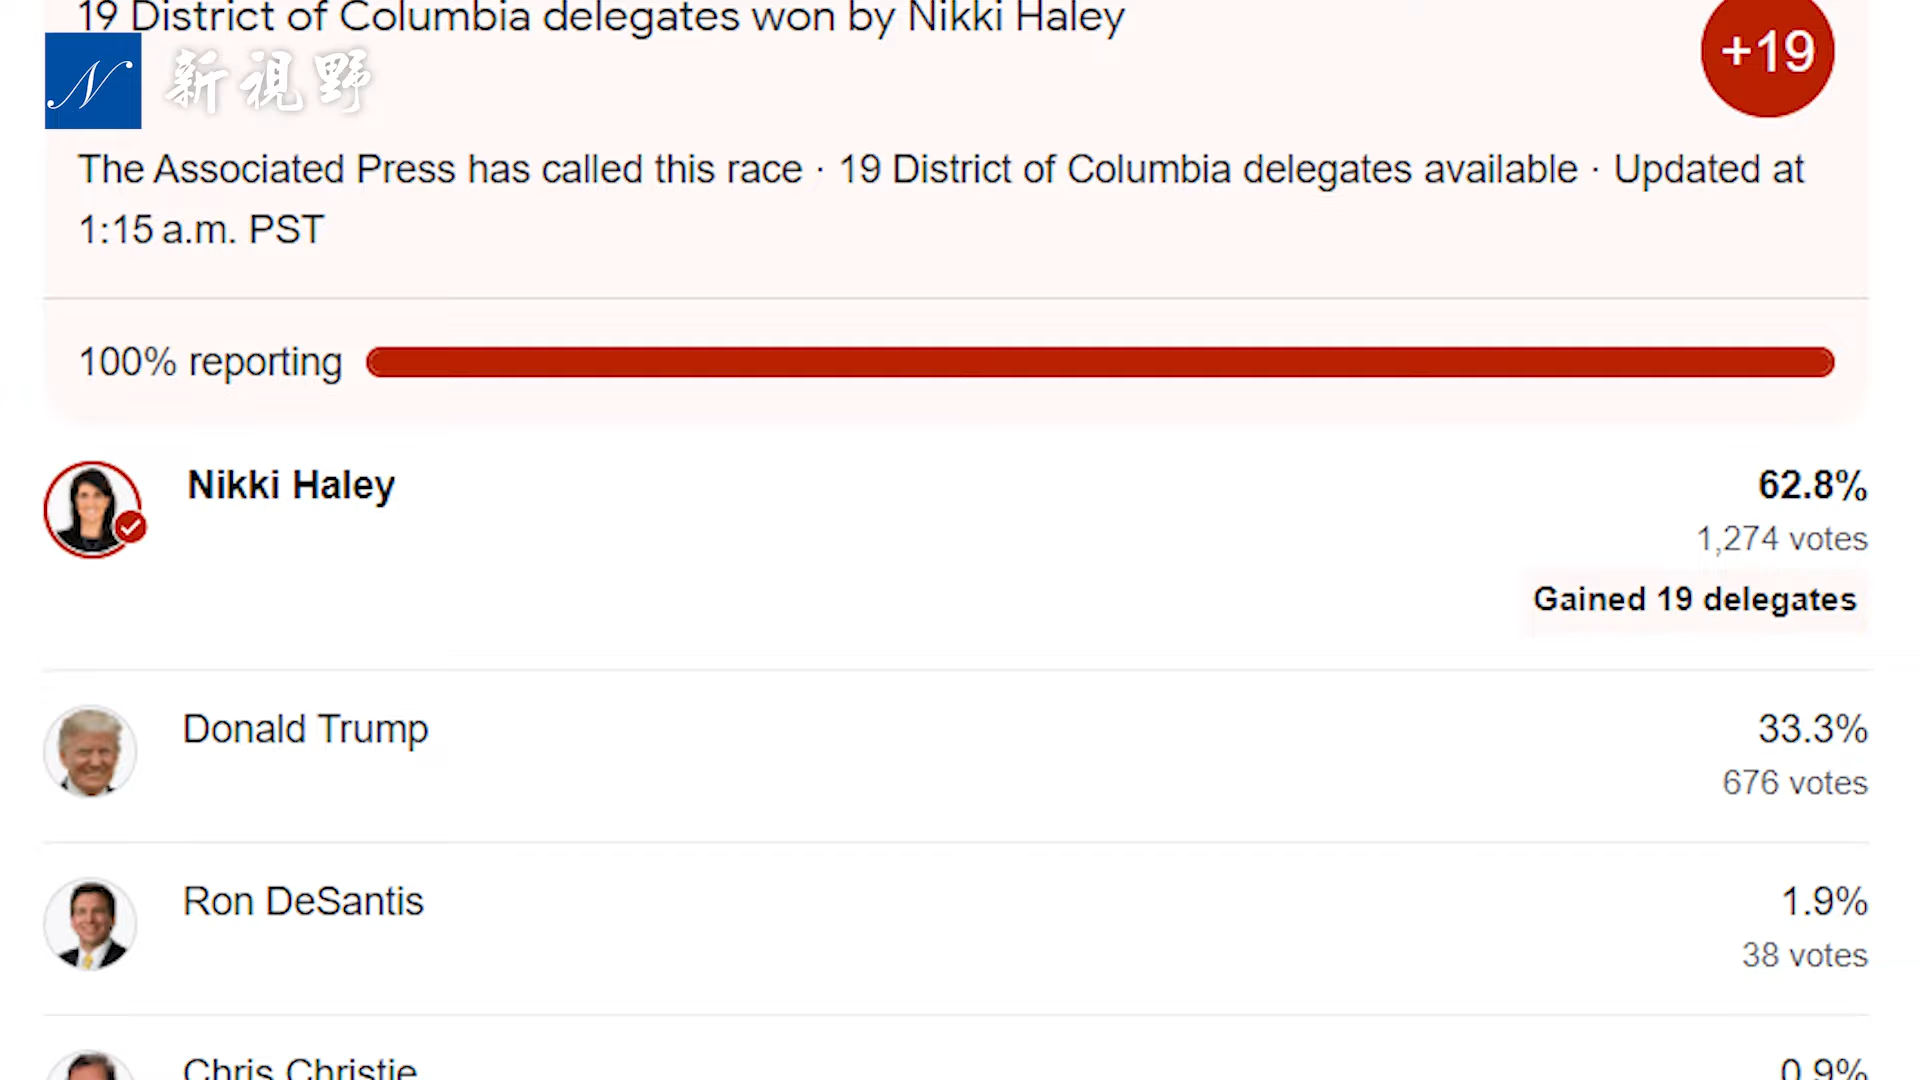 19 District of Columbia delegates won by Nikki Haley
+19
N 新視野
The Associated Press has called this race · 19 District of Columbia delegates available · Updated at
1:15 a.m. PST
100% reporting
Nikki Haley
62.8%
1,274 votes
Gained 19 delegates
Donald Trump
33.3%
676 votes
Ron DeSantis
1.9%
38 votes
Chris Christie
0.9%